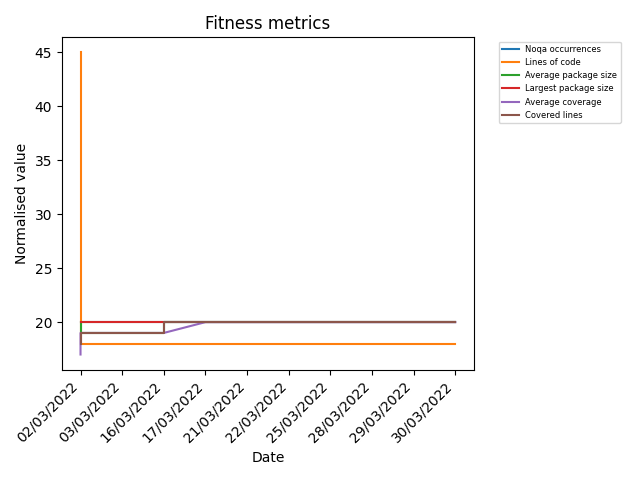 Fitness metrics
Noqa occurrences
Lines of code
Average package size
Largest package size
Average coverage
Covered lines
Normalised value
45
40
35
30
25
20
02/03/2022
03/03/2022
16/03/2022
17/03/2022
21/03/2022
22/03/2022
25/03/2022
28/03/2022
29/03/2022
30/03/2022
Date